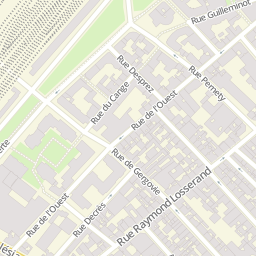 Rue Guilleminot
Rue Desprez
Rue Pernety
Rue du Cange
Rue de l'Ouest
Rue de Gergovie
Rue Raymond Losserand
Rue de l'Ouest
Rue Decrès